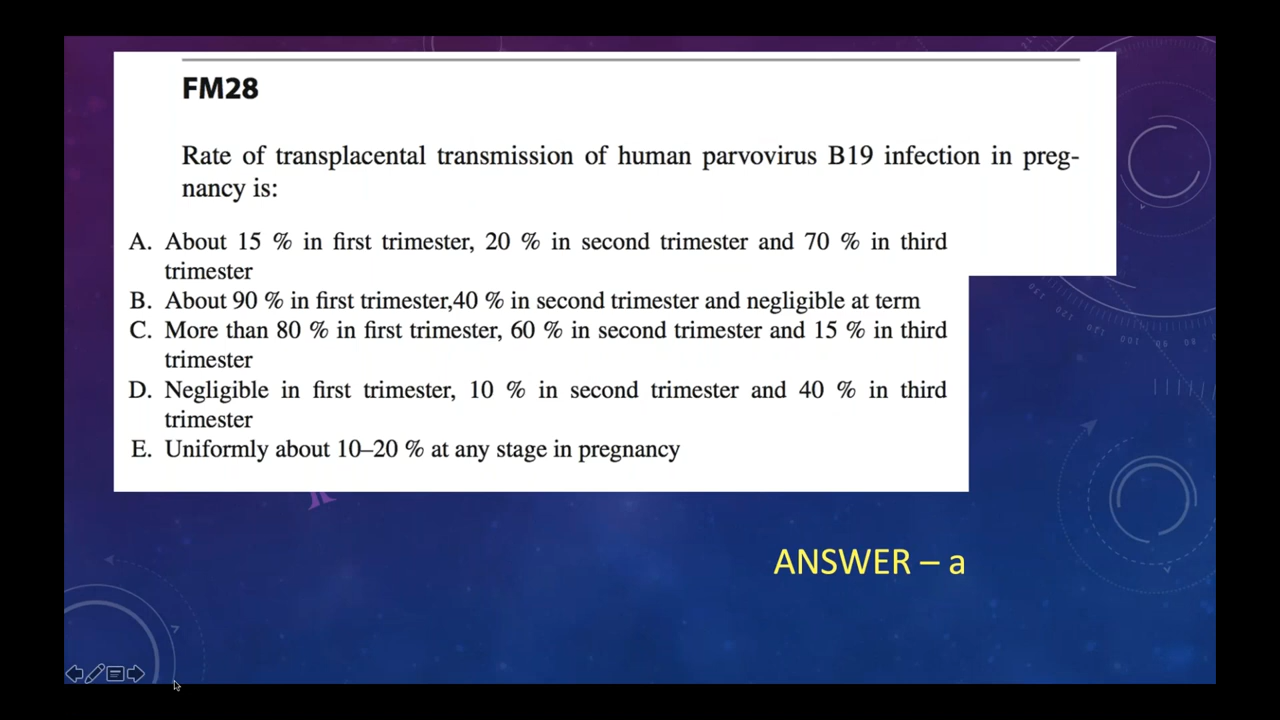 FM28
Rate of transplacental transmission of human parvovirus B19 infection in preg-
nancy is:
A. About 15 % in first trimester, 20 % in second trimester and 70 % in third
trimester
B. About 90 % in first trimester,40 % in second trimester and negligible at term
C. More than 80 % in first trimester, 60 % in second trimester and 15 % in third
trimester
D. Negligible in first trimester, 10 % in second trimester and 40 % in third
trimester
E. Uniformly about 10–20 % at any stage in pregnancy
ANSWER – a